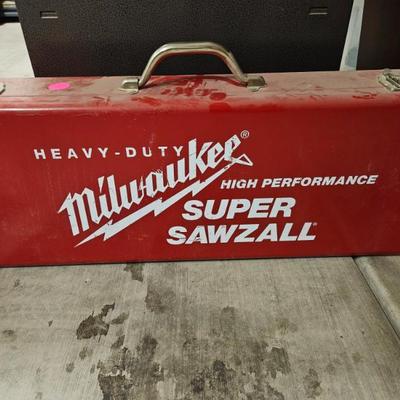 HEAVY-DUTY
Milwaukee®
HIGH PERFORMANCE
SUPER
SAWZALL®